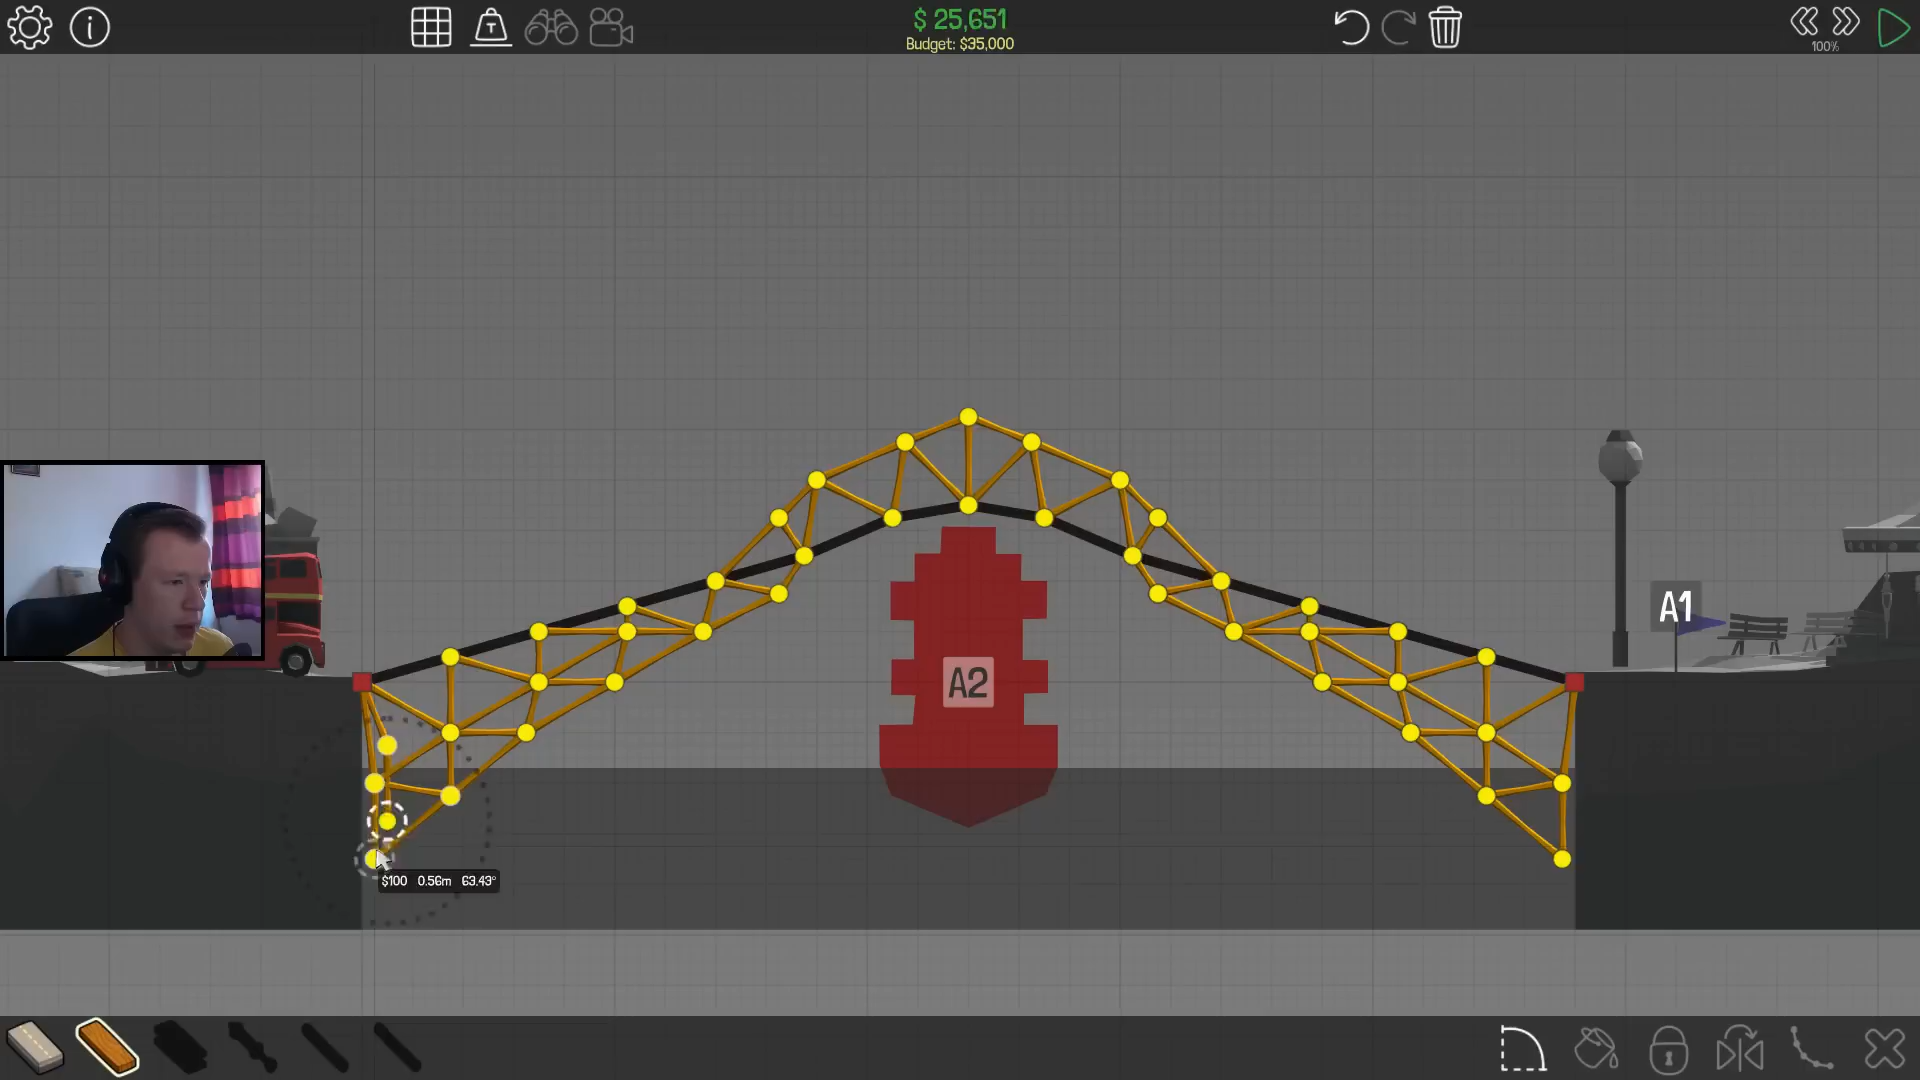 $ 25,651
Budget: $35,000
100%
A1
A2
$100 0.56m 63.43°
T
i